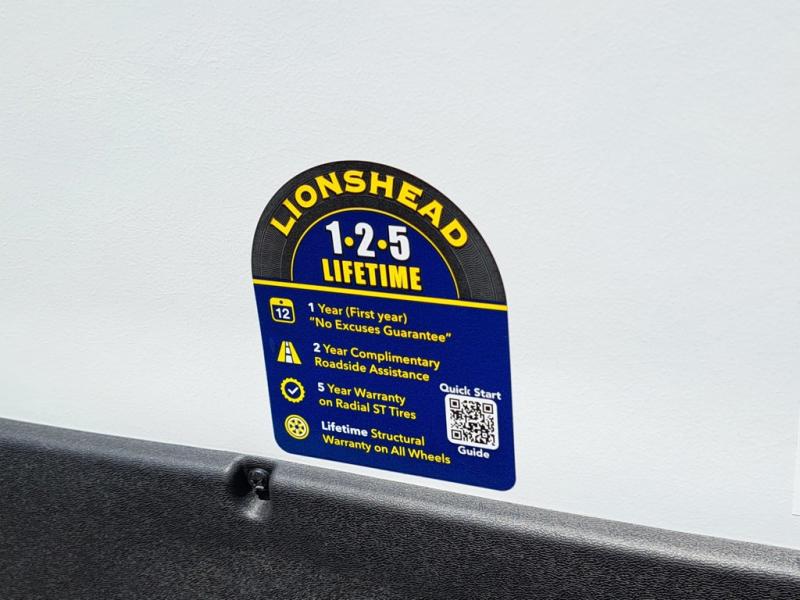 LIONSHEAD
1•2•5
LIFETIME
12
1 Year (First year)
"No Excuses Guarantee"
2 Year Complimentary
Roadside Assistance
5 Year Warranty
on Radial ST Tires
Lifetime Structural
Warranty on All Wheels
Quick Start
Guide